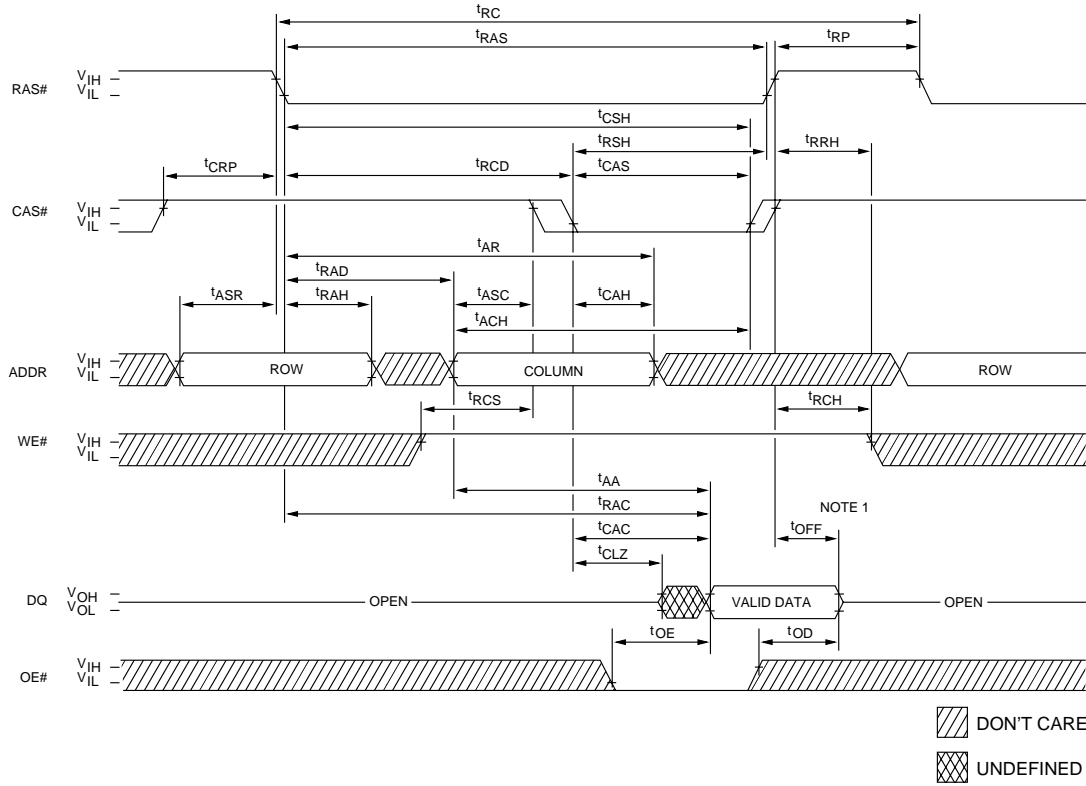 tRC
tRAS
tRP
RAS#
VIH
VIL
tCSH
tRSH
tRRH
tCRP
tRCD
tCAS
CAS#
VIH
VIL
tAR
tRAD
tASR
tRAH
tASC
tCAH
tACH
ADDR
VIH
VIL
ROW
COLUMN
ROW
tRCS
tRCH
WE#
VIH
VIL
tAA
tRAC
NOTE 1
tCAC
tOFF
tCLZ
DQ
VOH
VOL
OPEN
VALID DATA
OPEN
tOE
tOD
OE#
VIH
VIL
DON'T CARE
UNDEFINED